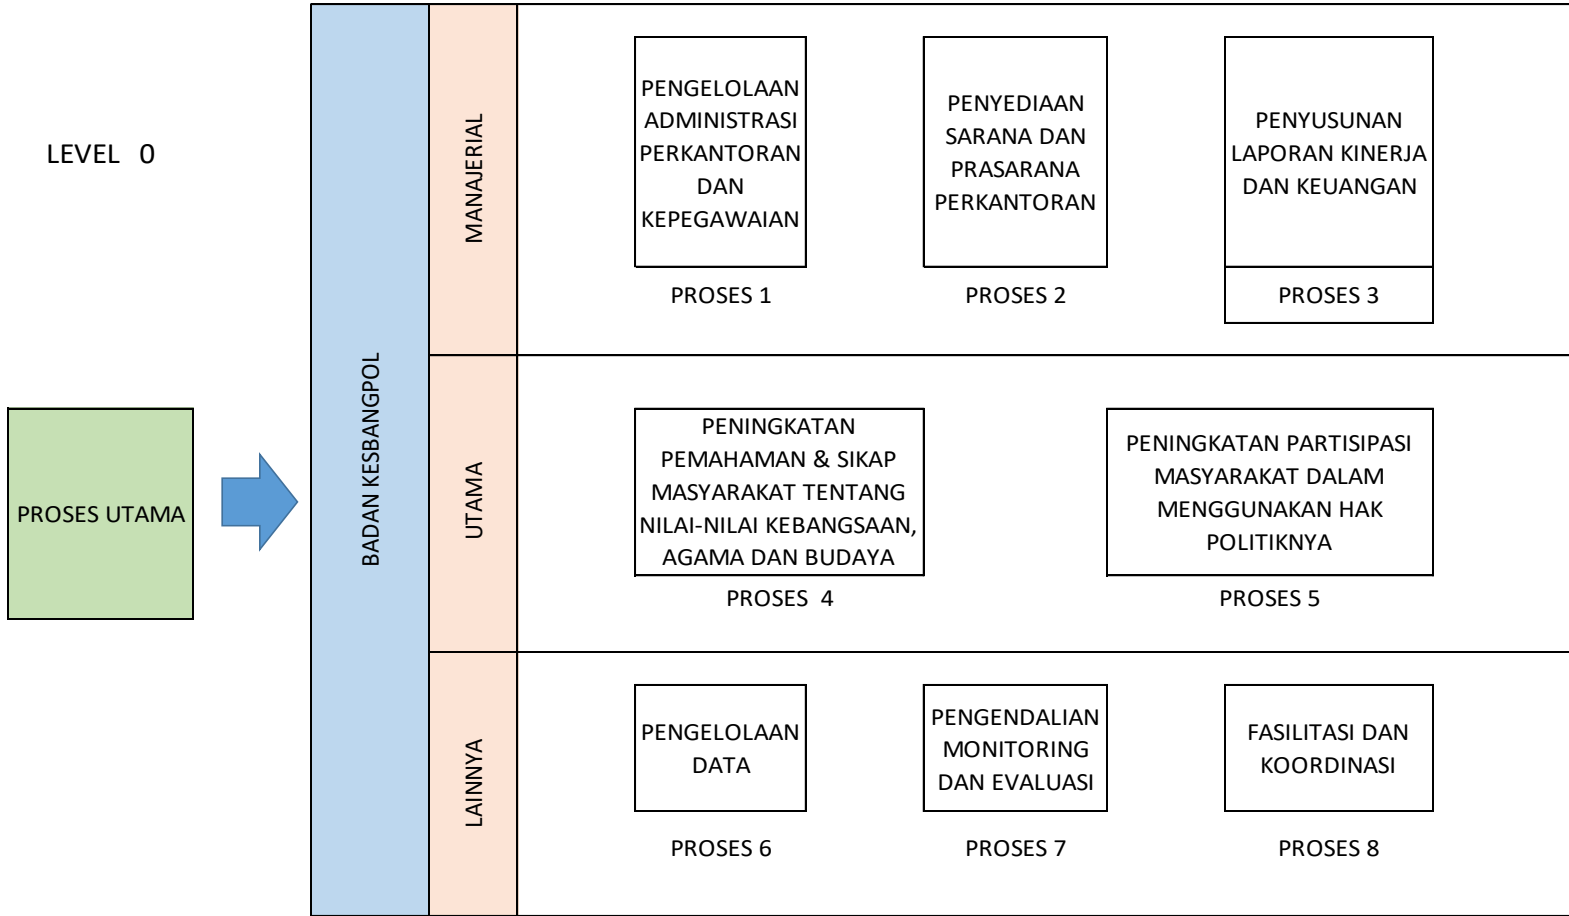 LEVEL 0
PROSES UTAMA
BADAN KESBANGPOL
MANAJERIAL
PENGELOLAAN
ADMINISTRASI
PERKANTORAN
DAN
KEPEGAWAIAN
PROSES 1
PENYEDIAAN
SARANA DAN
PRASARANA
PERKANTORAN
PROSES 2
PENYUSUNAN
LAPORAN KINERJA
DAN KEUANGAN
PROSES 3
UTAMA
PENINGKATAN
PEMAHAMAN & SIKAP
MASYARAKAT TENTANG
NILAI-NILAI KEBANGSAAN,
AGAMA DAN BUDAYA
PROSES 4
PENINGKATAN PARTISIPASI
MASYARAKAT DALAM
MENGGUNAKAN HAK
POLITIKNYA
PROSES 5
LAINNYA
PENGELOLAAN
DATA
PROSES 6
PENGENDALIAN
MONITORING
DAN EVALUASI
PROSES 7
FASILITASI DAN
KOORDINASI
PROSES 8